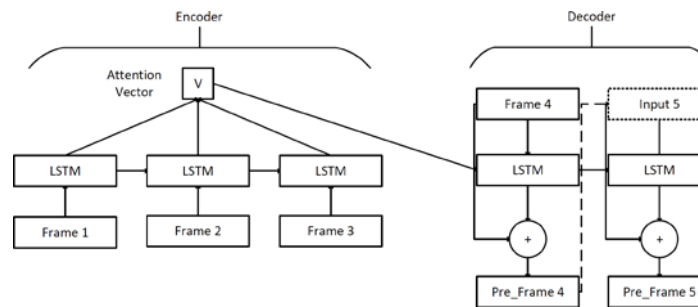 Encoder
Decoder
Attention
Vector
V
Frame 4
Input 5
LSTM
LSTM
LSTM
LSTM
LSTM
Frame 1
Frame 2
Frame 3
+
+
Pre_Frame 4
Pre_Frame 5